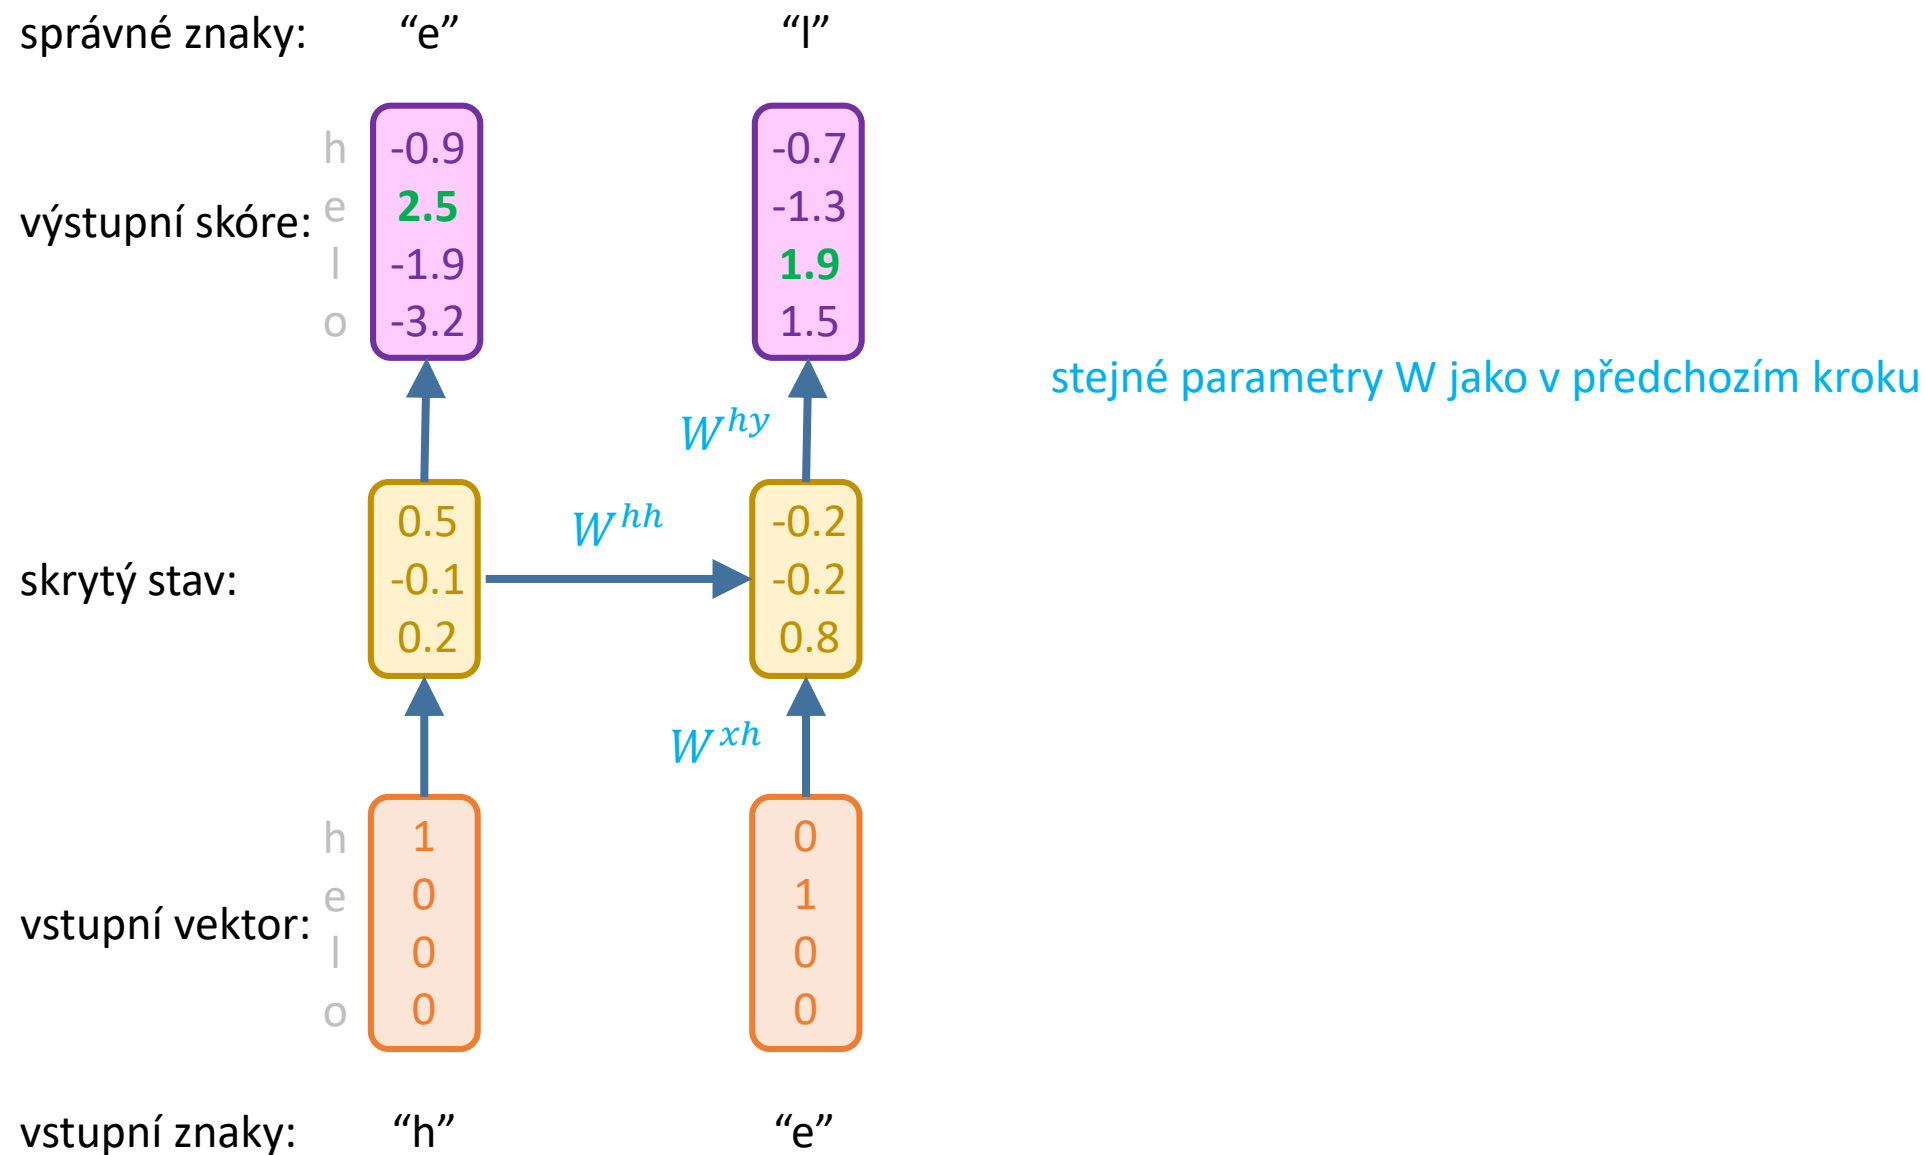 správné znaky: “e” “l”
výstupní skóre:
h -0.9 -0.7
e 2.5 -1.3
l -1.9 1.9
o -3.2 1.5
stejné parametry W jako v předchozím kroku
W^hy
W^hh
skrytý stav:
0.5 -0.2
-0.1 -0.2
0.2 0.8
W^xh
vstupní vektor:
h 1 0
e 0 1
l 0 0
o 0 0
vstupní znaky: “h” “e”